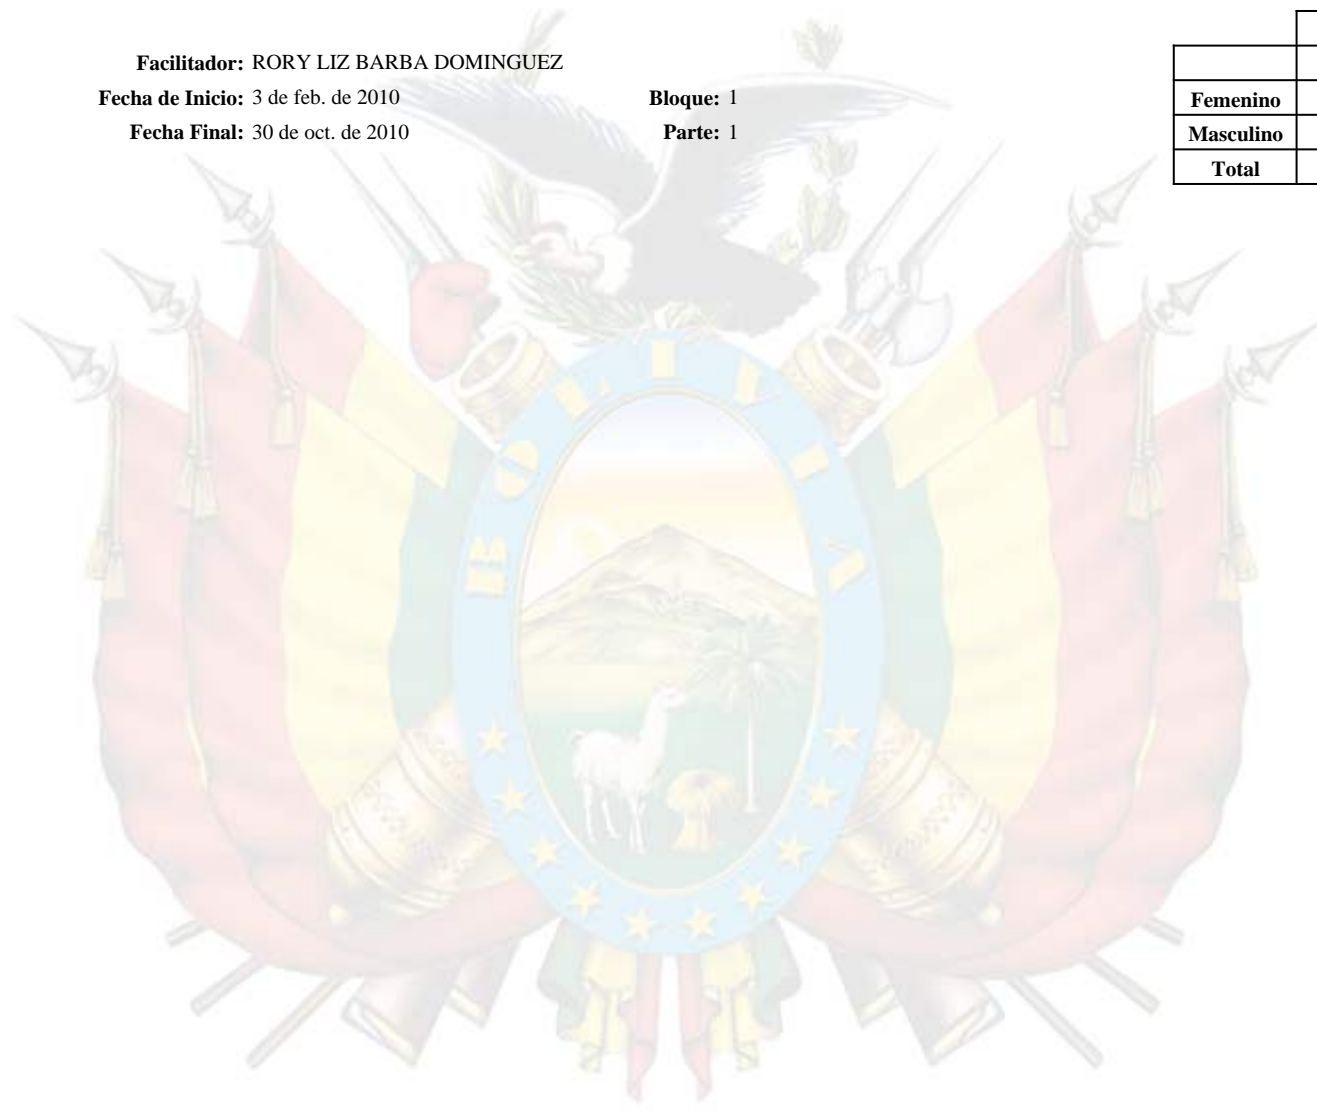 Facilitador: RORY LIZ BARBA DOMINGUEZ
Fecha de Inicio: 3 de feb. de 2010 Bloque: 1
Fecha Final: 30 de oct. de 2010 Parte: 1
Femenino
Masculino
Total
BOLIVIA